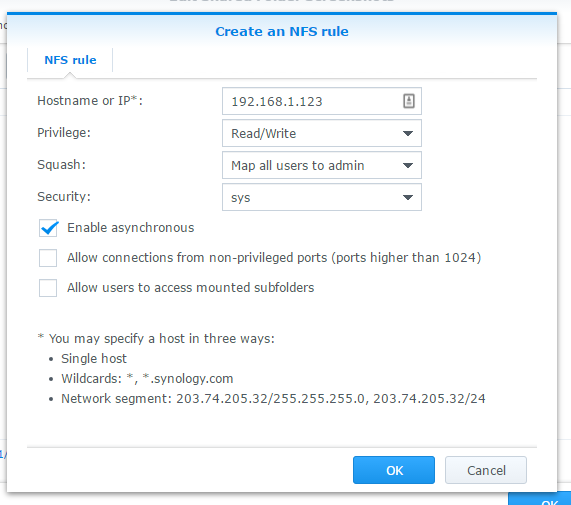 Create an NFS rule
NFS rule
Hostname or IP*: 192.168.1.123
Privilege: Read/Write
Squash: Map all users to admin
Security: sys
Enable asynchronous
Allow connections from non-privileged ports (ports higher than 1024)
Allow users to access mounted subfolders
* You may specify a host in three ways:
• Single host
• Wildcards: *, *.synology.com
• Network segment: 203.74.205.32/255.255.255.0, 203.74.205.32/24
OK Cancel
OK